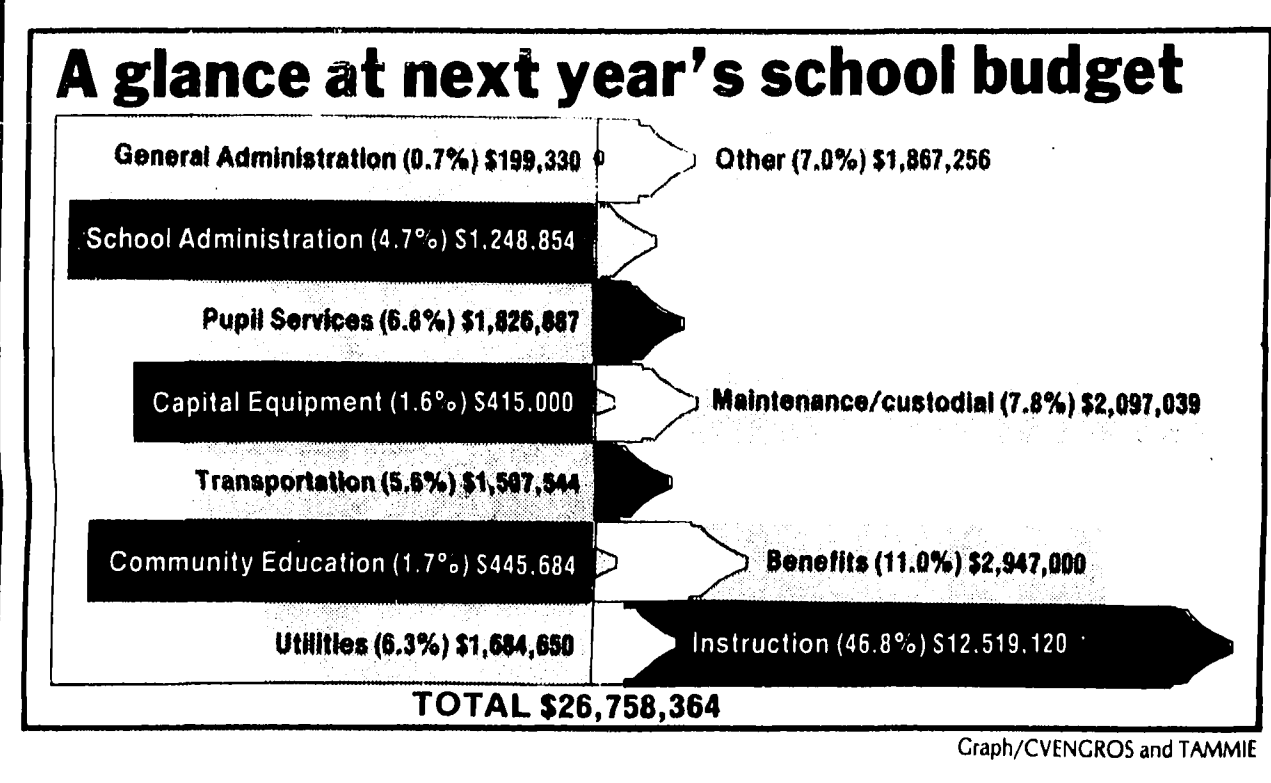 A glance at next year's school budget
General Administration (0.7%) $199,330
Other (7.0%) $1,867,256
School Administration (4.7%) $1,248,854
Pupil Services (6.8%) $1,826,887
Capital Equipment (1.6%) $415,000
Maintenance/custodial (7.8%) $2,097,039
Transportation (5.6%) $1,507,544
Community Education (1.7%) $445,684
Benefits (11.0%) $2,947,000
Utilities (6.3%) $1,684,650
Instruction (46.8%) $12,519,120
TOTAL $26,758,364
Graph/CVENGROS and TAMMIE